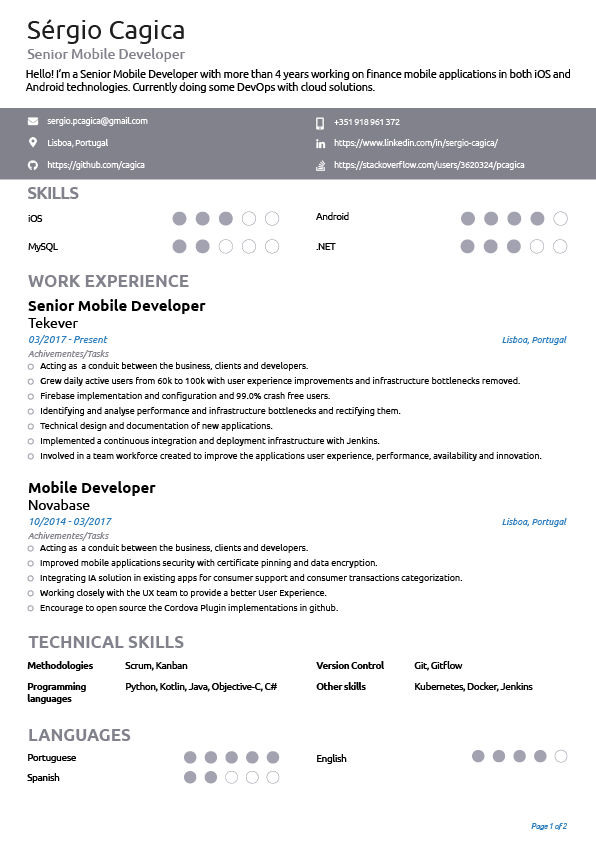 Sérgio Cagica
Senior Mobile Developer
Hello! I'm a Senior Mobile Developer with more than 4 years working on finance mobile applications in both iOS and
Android technologies. Currently doing some DevOps with cloud solutions.
sergio.pcagica@gmail.com
+351 918 961 372
Lisboa, Portugal
https://www.linkedin.com/in/sergio-cagica/
https://github.com/cagica
https://stackoverflow.com/users/3620324/pcagica
SKILLS
iOS
Android
MySQL
.NET
WORK EXPERIENCE
Senior Mobile Developer
Tekever
03/2017 - Present
Lisboa, Portugal
Achivementes/Tasks
Acting as a conduit between the business, clients and developers.
Grew daily active users from 60k to 100k with user experience improvements and infrastructure bottlenecks removed.
Firebase implementation and configuration and 99.0% crash free users.
Identifying and analyse performance and infrastructure bottlenecks and rectifying them.
Technical design and documentation of new applications.
Implemented a continuous integration and deployment infrastructure with Jenkins.
Involved in a team workforce created to improve the applications user experience, performance, availability and innovation.
Mobile Developer
Novabase
10/2014 - 03/2017
Lisboa, Portugal
Achivementes/Tasks
Acting as a conduit between the business, clients and developers.
Improved mobile applications security with certificate pinning and data encryption.
Integrating IA solution in existing apps for consumer support and consumer transactions categorization.
Working closely with the UX team to provide a better User Experience.
Encourage to open source the Cordova Plugin implementations in github.
TECHNICAL SKILLS
Methodologies
Scrum, Kanban
Version Control
Git, Gitflow
Programming
languages
Python, Kotlin, Java, Objective-C, C#
Other skills
Kubernetes, Docker, Jenkins
LANGUAGES
Portuguese
English
Spanish
Page 1 of 2